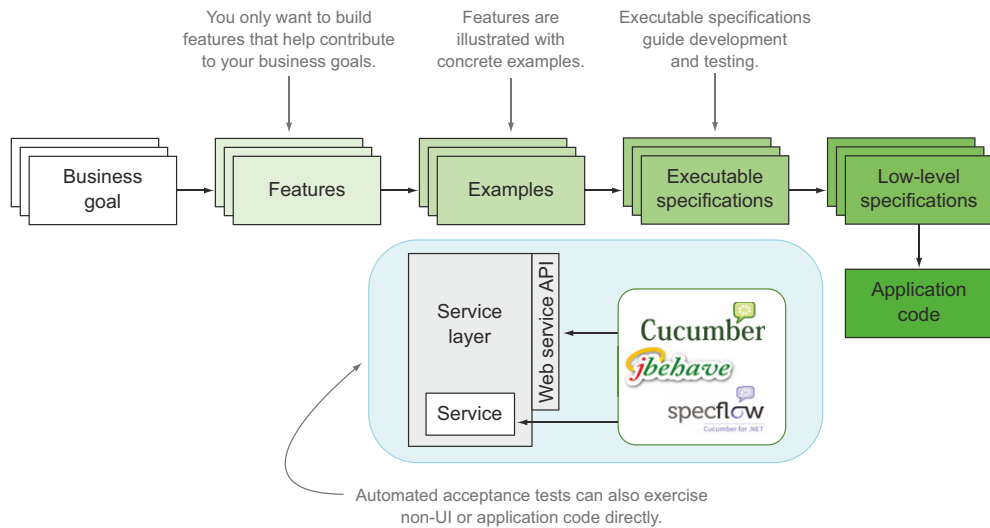 You only want to build
features that help contribute
to your business goals.
Features are
illustrated with
concrete examples.
Executable specifications
guide development
and testing.
Business
goal
Features
Examples
Executable
specifications
Low-level
specifications
Application
code
Service
layer
Web service API
Service
Cucumber
jbehave
specflow
Cucumber for .NET
Automated acceptance tests can also exercise
non-UI or application code directly.